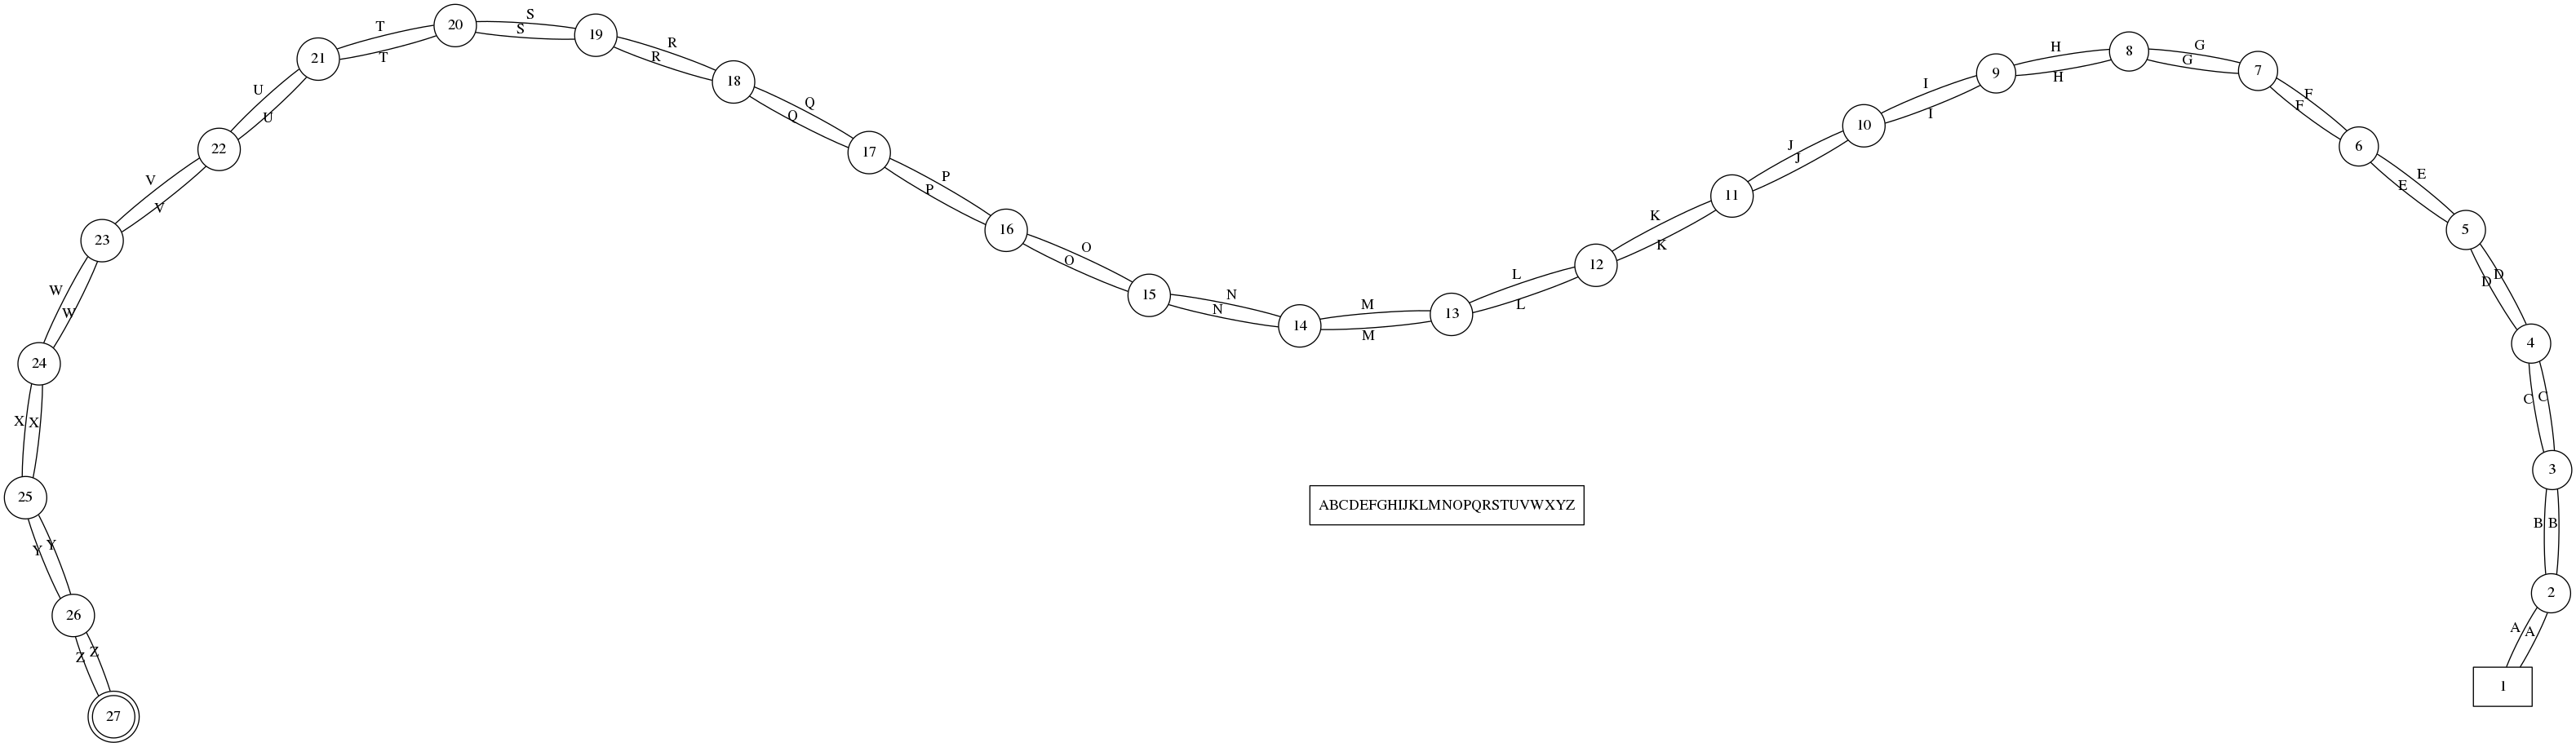 T
20
S
S
19
R
R
18
Q
Q
17
P
P
16
O
O
15
N
N
14
M
M
13
L
L
12
K
K
11
J
J
10
I
I
9
H
H
8
G
G
7
F
F
6
E
E
5
D
D
4
C
C
3
B
B
2
A
A
1
T
21
U
U
22
V
V
23
W
W
24
X
X
25
Y
Y
26
Z
Z
27
ABCDEFGHIJKLMNOPQRSTUVWXYZ